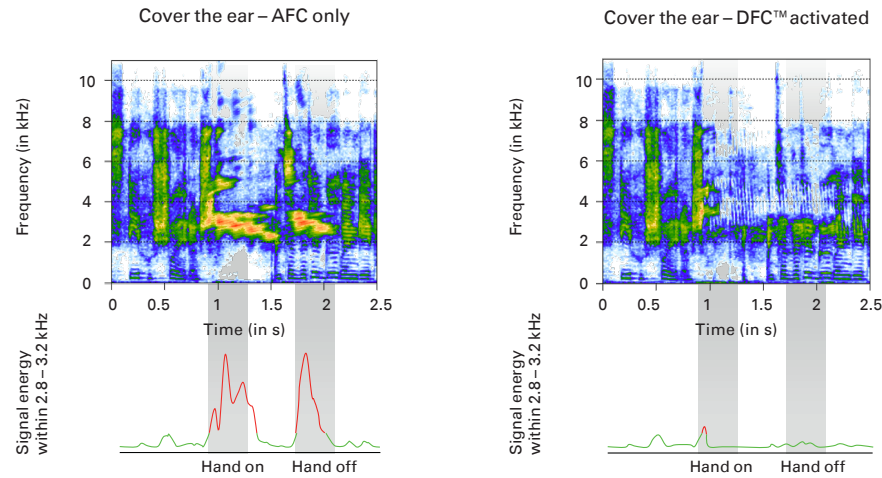 Cover the ear – AFC only
Frequency (in kHz)
10
8
6
4
2
0
0 0.5 1 1.5 2 2.5
Time (in s)
Signal energy
within 2.8 – 3.2 kHz
Hand on Hand off
Cover the ear – DFC™ activated
Frequency (in kHz)
10
8
6
4
2
0
0 0.5 1 1.5 2 2.5
Time (in s)
Signal energy
within 2.8 – 3.2 kHz
Hand on Hand off